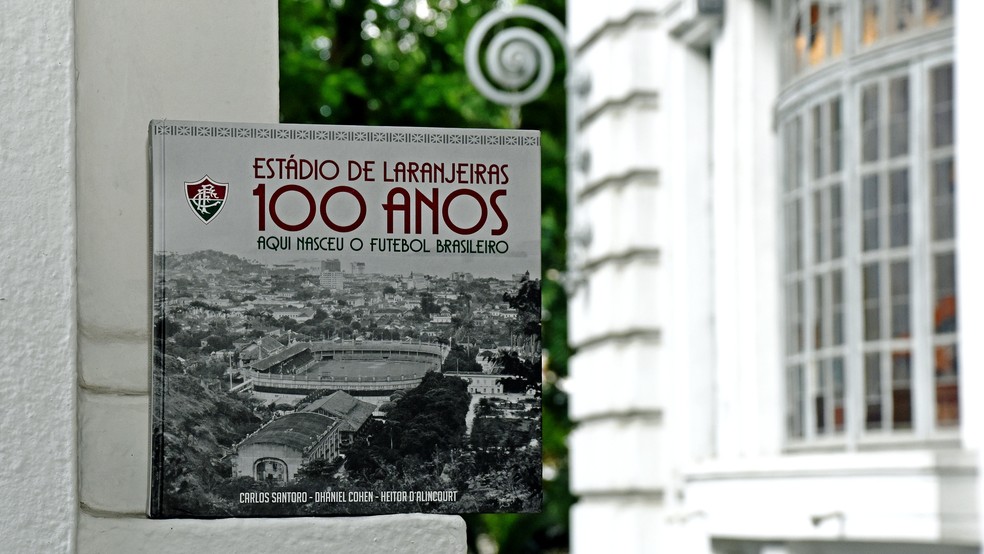 ESTÁDIO DE LARANJEIRAS
100 ANOS
AQUI NASCEU O FUTEBOL BRASILEIRO
CARLOS SANTORO - DHANIEL COHEN - HEITOR D'ALINCOURT